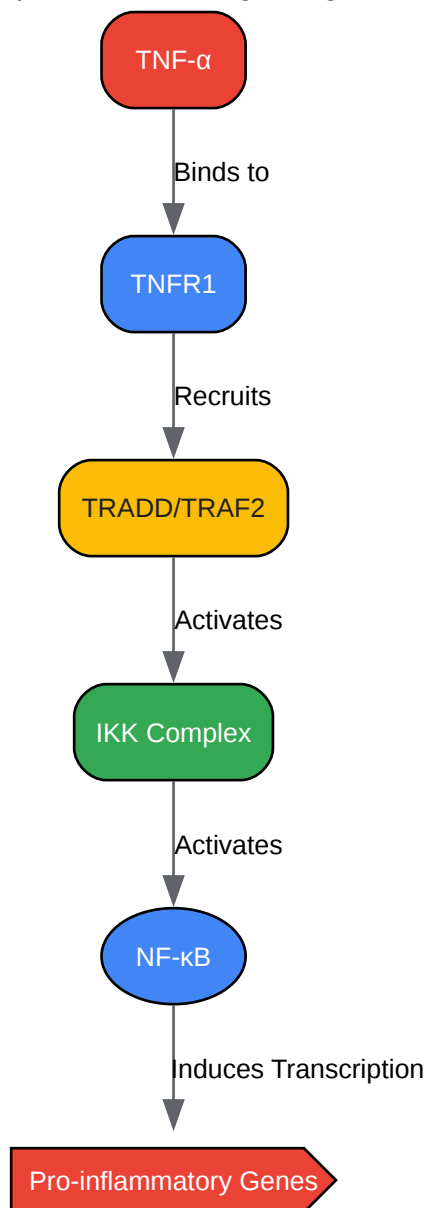 TNF-α
Binds to
TNFR1
Recruits
TRADD/TRAF2
Activates
IKK Complex
Activates
NF-κB
Induces Transcription
Pro-inflammatory Genes